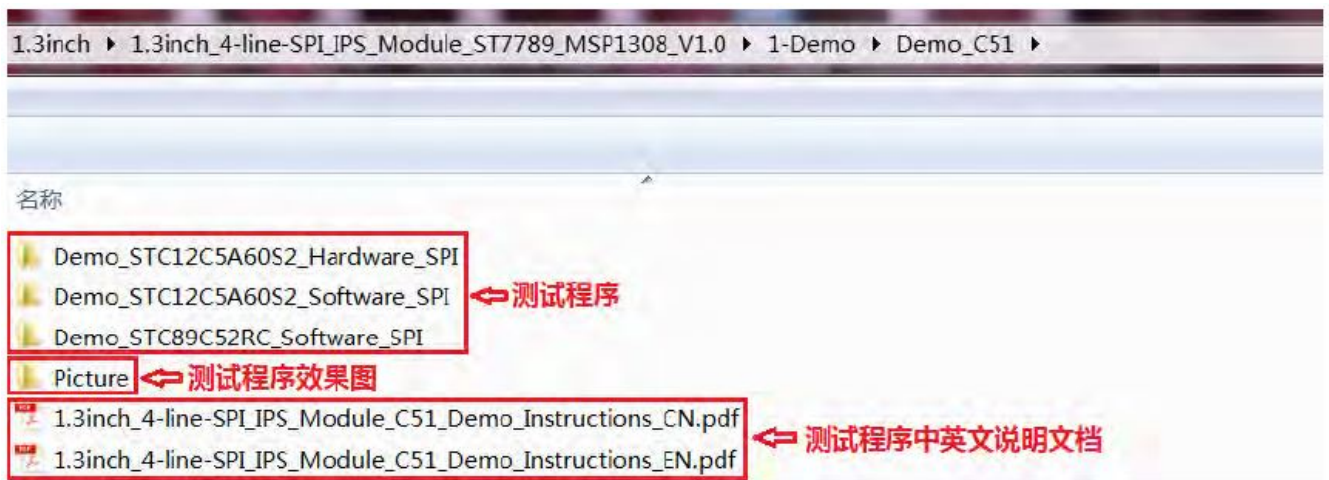 1.3inch ▸ 1.3inch_4-line-SPI_IPS_Module_ST7789_MSP1308_V1.0 ▸ 1-Demo ▸ Demo_C51 ▸
名称
Demo_STC12C5A60S2_Hardware_SPI
Demo_STC12C5A60S2_Software_SPI 测试程序
Demo_STC89C52RC_Software_SPI
Picture 测试程序效果图
1.3inch_4-line-SPI_IPS_Module_C51_Demo_Instructions_CN.pdf
测试程序中英文说明文档
1.3inch_4-line-SPI_IPS_Module_C51_Demo_Instructions_EN.pdf